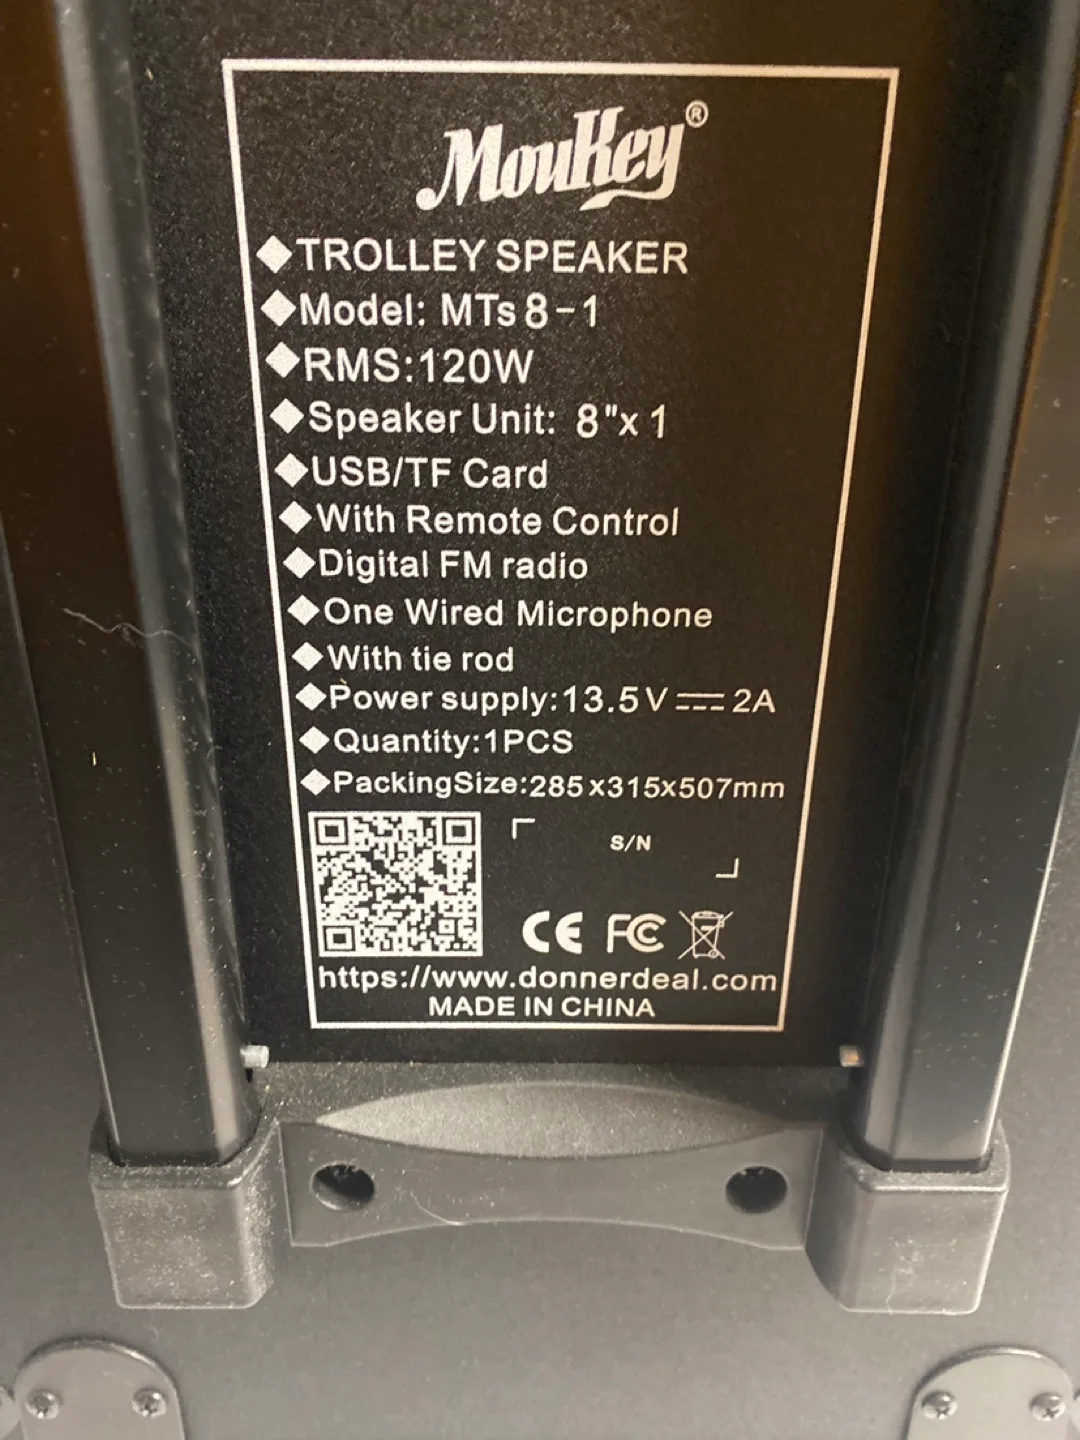 MouKey®
◆TROLLEY SPEAKER
◆Model: MTs 8-1
◆RMS:120W
◆Speaker Unit: 8"x 1
◆USB/TF Card
◆With Remote Control
◆Digital FM radio
◆One Wired Microphone
◆With tie rod
◆Power supply:13.5V ⎓ 2A
◆Quantity:1PCS
◆PackingSize:285x315x507mm
S/N
CE FC
https://www.donnerdeal.com
MADE IN CHINA